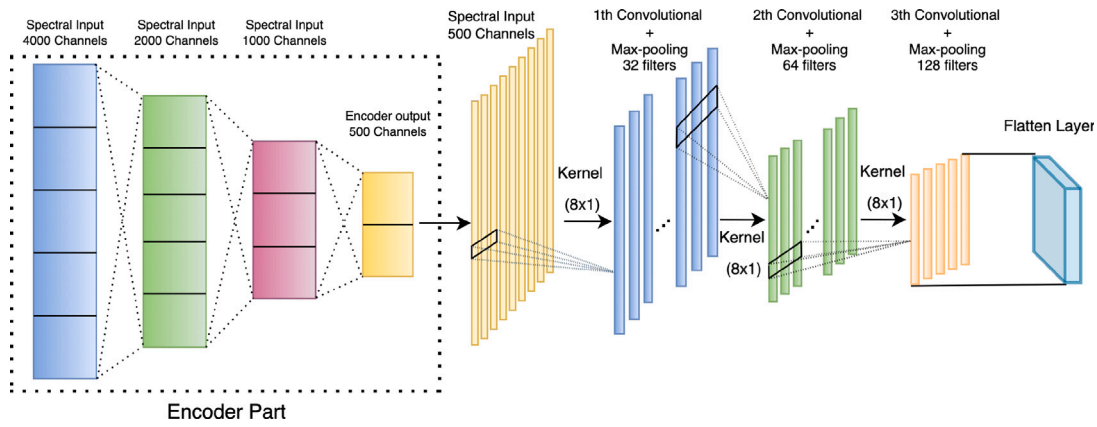 Spectral Input
4000 Channels
Spectral Input
2000 Channels
Spectral Input
1000 Channels
Encoder output
500 Channels
Encoder Part
Spectral Input
500 Channels
Kernel
(8x1)
1th Convolutional
+
Max-pooling
32 filters
Kernel
(8x1)
2th Convolutional
+
Max-pooling
64 filters
Kernel
(8x1)
3th Convolutional
+
Max-pooling
128 filters
Flatten Layer